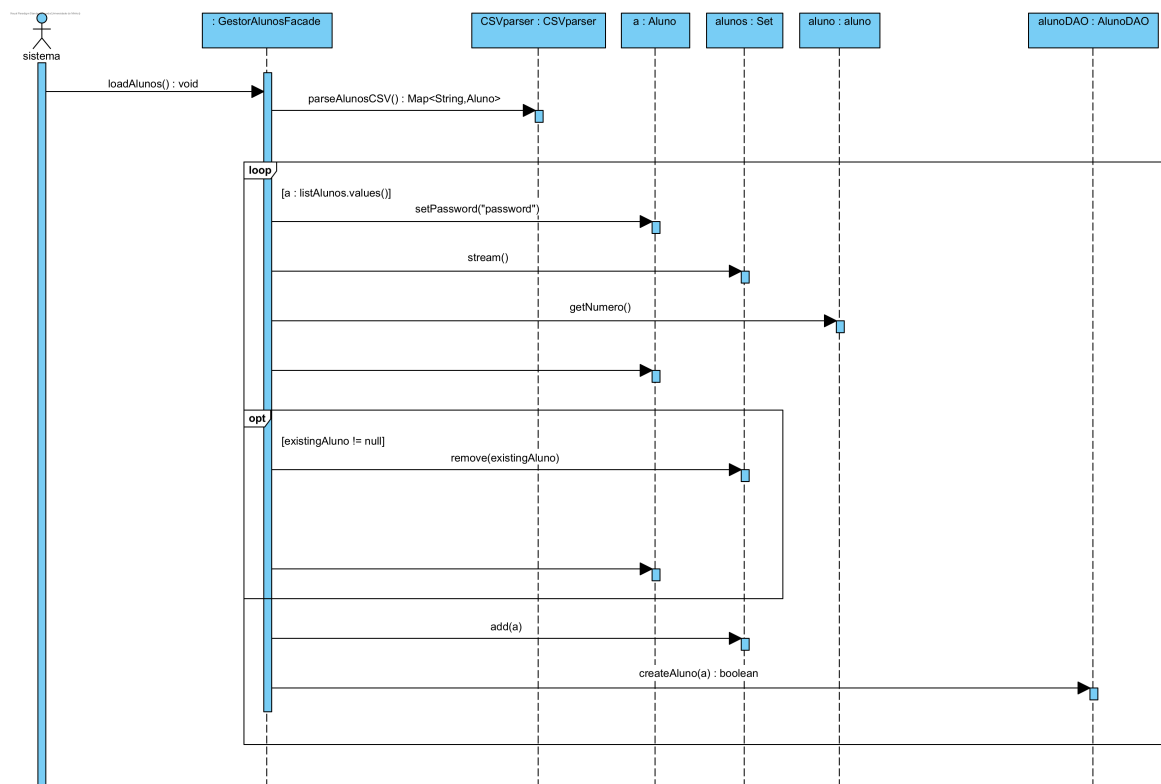 : GestorAlunosFacade
CSVparser : CSVparser
a : Aluno
alunos : Set
aluno : aluno
alunoDAO : AlunoDAO
sistema
loadAlunos() : void
parseAlunosCSV() : Map<String,Aluno>
loop
[a : listAlunos.values()]
setPassword("password")
stream()
getNumero()
opt
[existingAluno != null]
remove(existingAluno)
add(a)
createAluno(a) : boolean